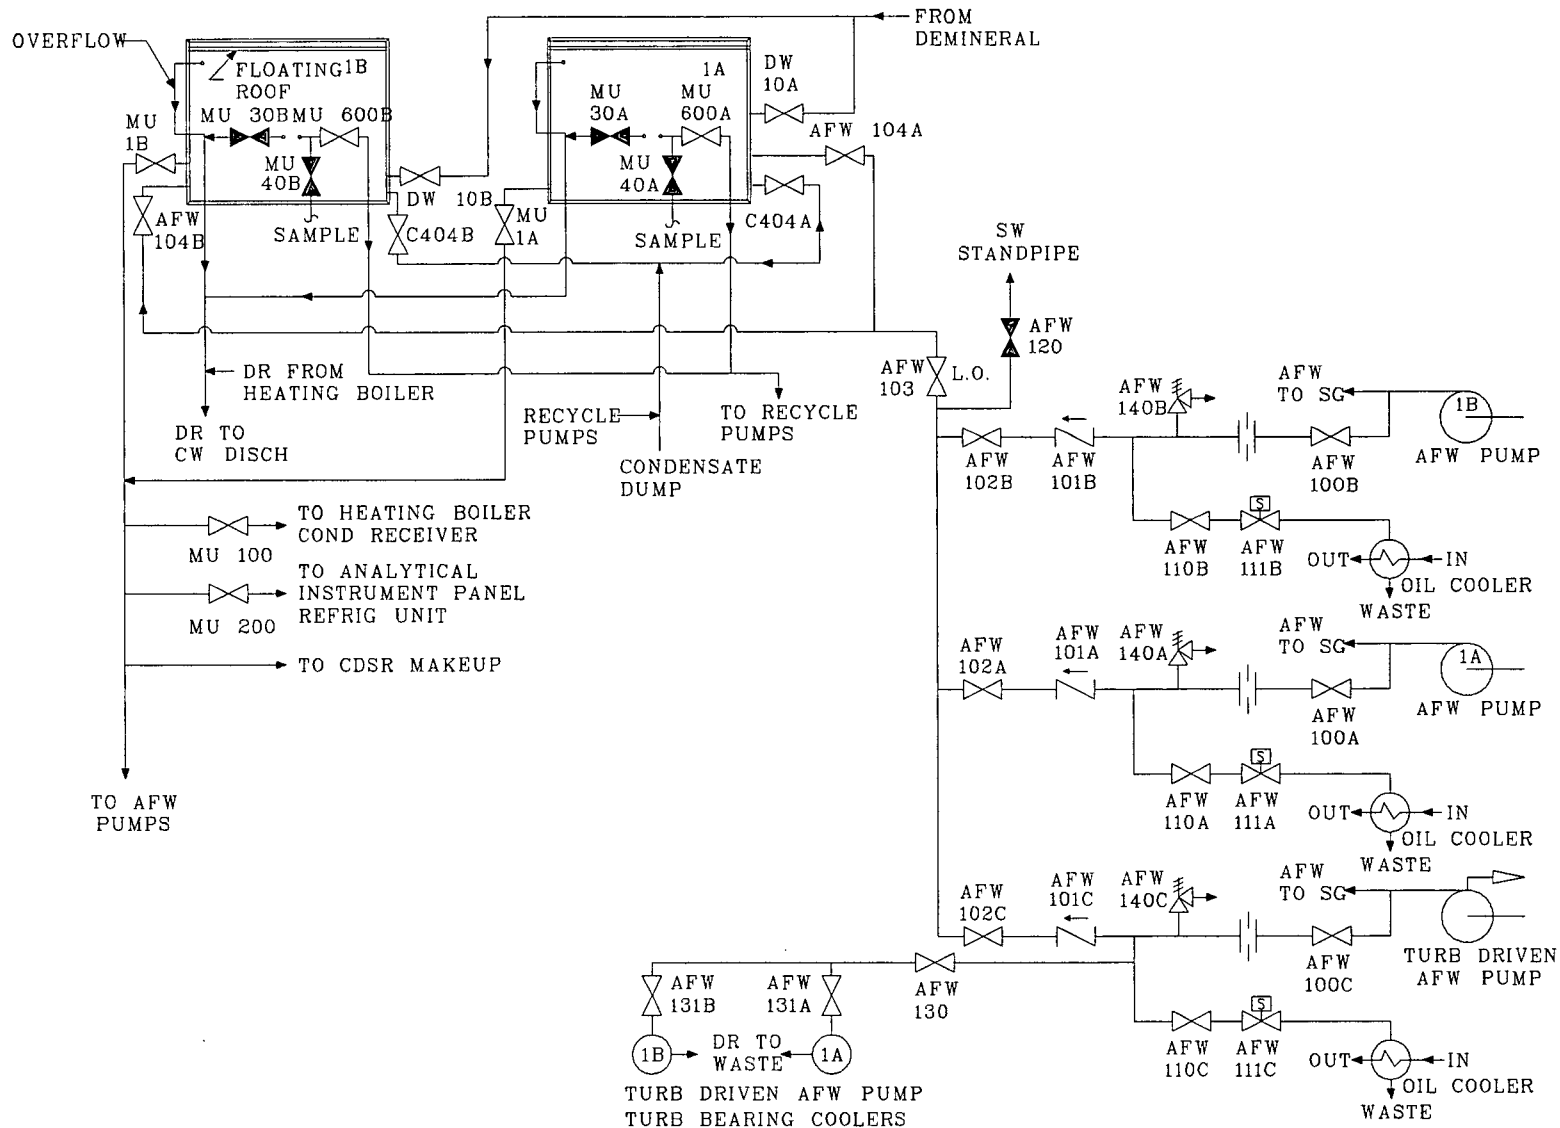 OVERFLOW
FROM
DEMINERAL
FLOATING 1B
ROOF
MU
1B
MU 30B
MU 600B
MU
40B
SAMPLE
AFW
104B
DW 10B
C404B
1A
MU
30A
MU
600A
MU
40A
SAMPLE
DW
10A
AFW 104A
C404A
MU
1A
SW
STANDPIPE
AFW
120
AFW
103
L.O.
DR FROM
HEATING BOILER
DR TO
CW DISCH
RECYCLE
PUMPS
CONDENSATE
DUMP
TO RECYCLE
PUMPS
TO HEATING BOILER
COND RECEIVER
MU 100
TO ANALYTICAL
INSTRUMENT PANEL
REFRIG UNIT
MU 200
TO CDSR MAKEUP
TO AFW
PUMPS
AFW
140B
AFW
TO SG
1B
AFW PUMP
AFW
102B
AFW
101B
AFW
100B
S
AFW
110B
AFW
111B
OUT
IN
OIL COOLER
WASTE
AFW
102A
AFW
101A
AFW
140A
AFW
TO SG
1A
AFW PUMP
AFW
100A
S
AFW
110A
AFW
111A
OUT
IN
OIL COOLER
WASTE
AFW
102C
AFW
101C
AFW
140C
AFW
TO SG
TURB DRIVEN
AFW PUMP
AFW
100C
AFW
131B
AFW
131A
AFW
130
S
AFW
110C
AFW
111C
OUT
IN
OIL COOLER
WASTE
1B
DR TO
WASTE
1A
TURB DRIVEN AFW PUMP
TURB BEARING COOLERS